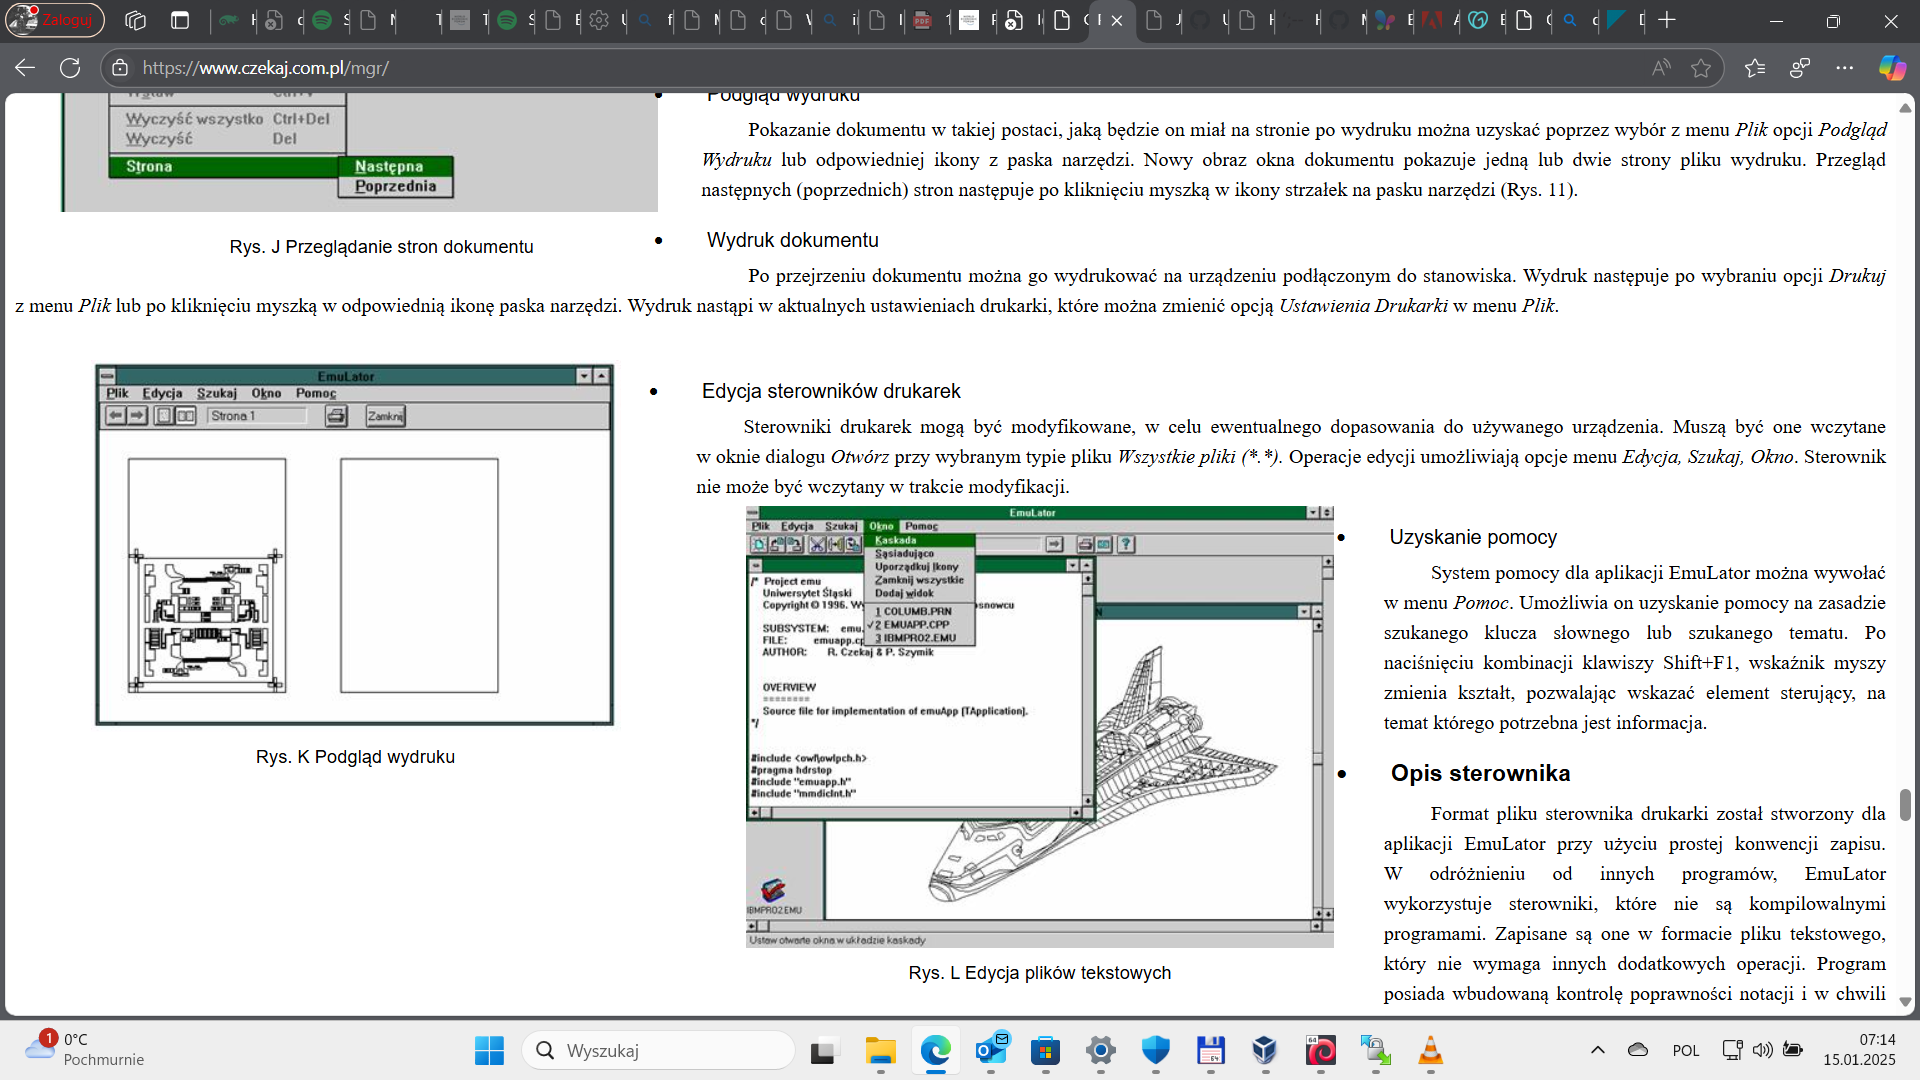 Zaloguj
https://www.czekaj.com.pl/mgr/
Wstaw Ctrl+V
Wyczyść wszystko Ctrl+Del
Wyczyść Del
Strona
Następna
Poprzednia
Rys. J Przeglądanie stron dokumentu
Podgląd wydruku
Pokazanie dokumentu w takiej postaci, jaką będzie on miał na stronie po wydruku można uzyskać poprzez wybór z menu Plik opcji Podgląd
Wydruku lub odpowiedniej ikony z paska narzędzi. Nowy obraz okna dokumentu pokazuje jedną lub dwie strony pliku wydruku. Przegląd
następnych (poprzednich) stron następuje po kliknięciu myszką w ikony strzałek na pasku narzędzi (Rys. 11).
Wydruk dokumentu
Po przejrzeniu dokumentu można go wydrukować na urządzeniu podłączonym do stanowiska. Wydruk następuje po wybraniu opcji Drukuj
z menu Plik lub po kliknięciu myszką w odpowiednią ikonę paska narzędzi. Wydruk nastąpi w aktualnych ustawieniach drukarki, które można zmienić opcją Ustawienia Drukarki w menu Plik.
EmuLator
Plik Edycja Szukaj Okno Pomoc
Strona 1
Zamknij
Rys. K Podgląd wydruku
Edycja sterowników drukarek
Sterowniki drukarek mogą być modyfikowane, w celu ewentualnego dopasowania do używanego urządzenia. Muszą być one wczytane
w oknie dialogu Otwórz przy wybranym typie pliku Wszystkie pliki (*.*). Operacje edycji umożliwiają opcje menu Edycja, Szukaj, Okno. Sterownik
nie może być wczytany w trakcie modyfikacji.
EmuLator
Plik Edycja Szukaj Okno Pomoc
Kaskada
Sąsiadująco
Uporządkuj Ikony
Zamknij wszystkie
Dodaj widok
1 COLUMB.PRN
2 EMUAPP.CPP
3 IBMPRO2.EMU
/* Project emu
Uniwersytet Śląski
Copyright © 1996. Wy osnowcu
SUBSYSTEM: emu.
FILE: emuapp.cp
AUTHOR: R. Czekaj & P. Szymik
OVERVIEW
========
Source file for implementation of emuApp (TApplication).
*/
#include <owl\owlpch.h>
#pragma hdrstop
#include "emuapp.h"
#include "mmdiclnt.h"
IBMPRO2.EMU
Ustaw otwarte okna w układzie kaskady
Rys. L Edycja plików tekstowych
Uzyskanie pomocy
System pomocy dla aplikacji EmuLator można wywołać
w menu Pomoc. Umożliwia on uzyskanie pomocy na zasadzie
szukanego klucza słownego lub szukanego tematu. Po
naciśnięciu kombinacji klawiszy Shift+F1, wskaźnik myszy
zmienia kształt, pozwalając wskazać element sterujący, na
temat którego potrzebna jest informacja.
Opis sterownika
Format pliku sterownika drukarki został stworzony dla
aplikacji EmuLator przy użyciu prostej konwencji zapisu.
W odróżnieniu od innych programów, EmuLator
wykorzystuje sterowniki, które nie są kompilowalnymi
programami. Zapisane są one w formacie pliku tekstowego,
który nie wymaga innych dodatkowych operacji. Program
posiada wbudowaną kontrolę poprawności notacji i w chwili
1
0°C
Pochmurnie
Wyszukaj
POL
07:14
15.01.2025